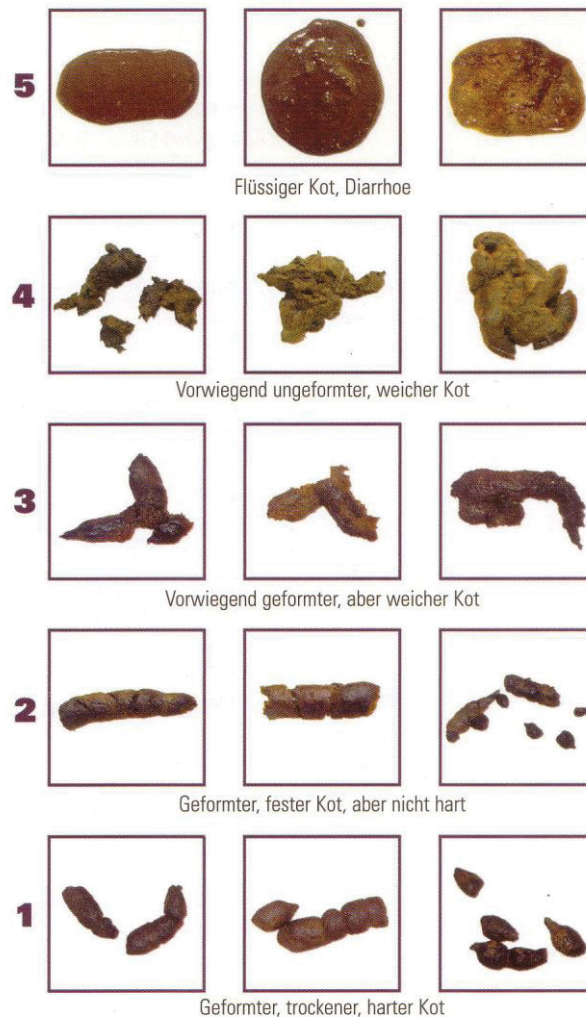 5
Flüssiger Kot, Diarrhoe
4
Vorwiegend ungeformter, weicher Kot
3
Vorwiegend geformter, aber weicher Kot
2
Geformter, fester Kot, aber nicht hart
1
Geformter, trockener, harter Kot